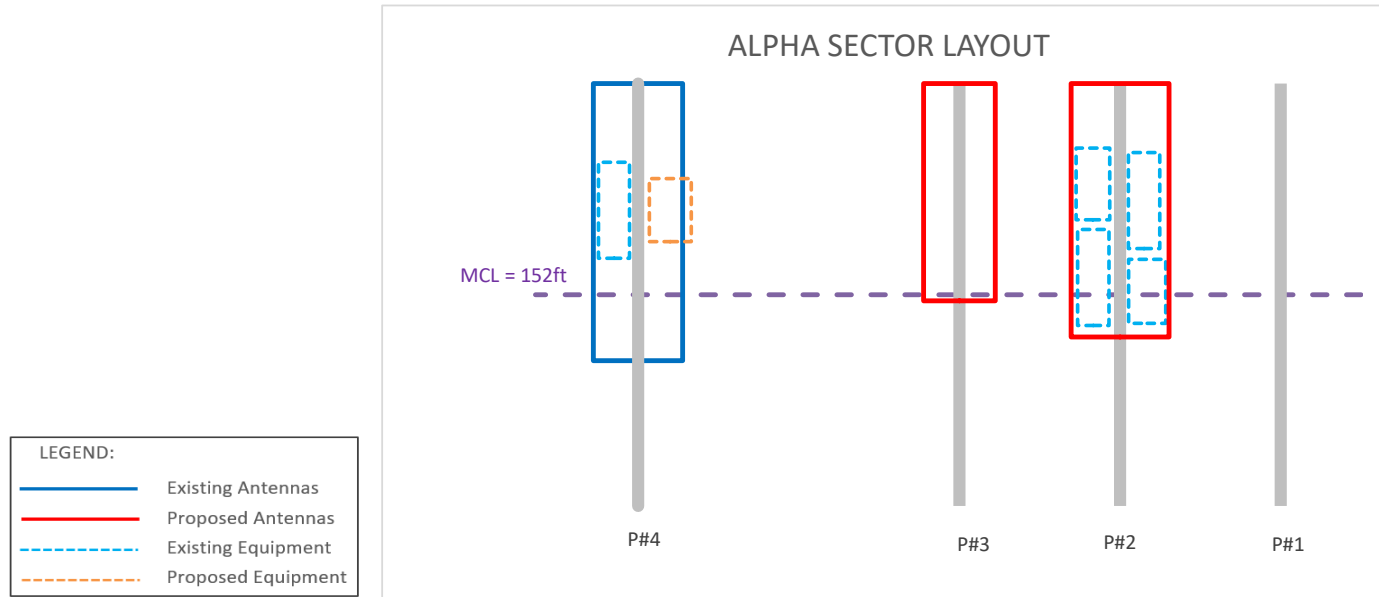 ALPHA SECTOR LAYOUT
MCL = 152ft
P#4
P#3
P#2
P#1
LEGEND:
Existing Antennas
Proposed Antennas
Existing Equipment
Proposed Equipment